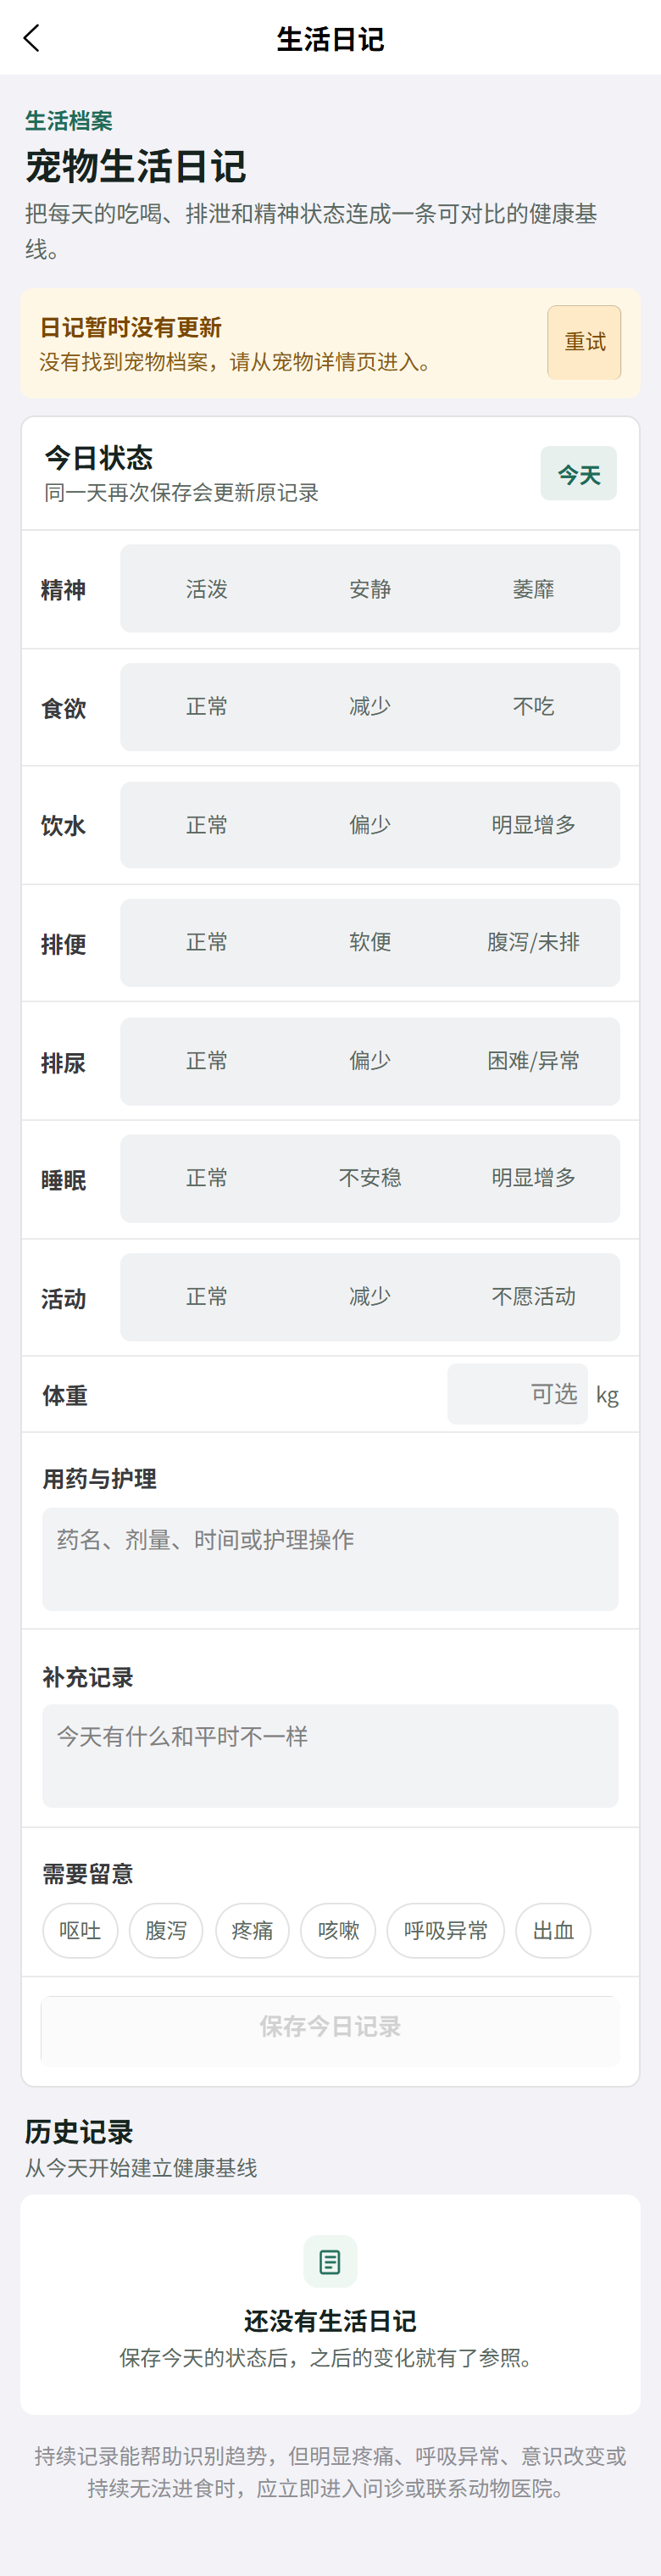 生活日记
生活档案
宠物生活日记
把每天的吃喝、排泄和精神状态连成一条可对比的健康基
线。
日记暂时没有更新
没有找到宠物档案，请从宠物详情页进入。
重试
今日状态
同一天再次保存会更新原记录
今天
精神 活泼 安静 萎靡
食欲 正常 减少 不吃
饮水 正常 偏少 明显增多
排便 正常 软便 腹泻/未排
排尿 正常 偏少 困难/异常
睡眠 正常 不安稳 明显增多
活动 正常 减少 不愿活动
体重 可选 kg
用药与护理
药名、剂量、时间或护理操作
补充记录
今天有什么和平时不一样
需要留意
呕吐 腹泻 疼痛 咳嗽 呼吸异常 出血
保存今日记录
历史记录
从今天开始建立健康基线
还没有生活日记
保存今天的状态后，之后的变化就有了参照。
持续记录能帮助识别趋势，但明显疼痛、呼吸异常、意识改变或
持续无法进食时，应立即进入问诊或联系动物医院。